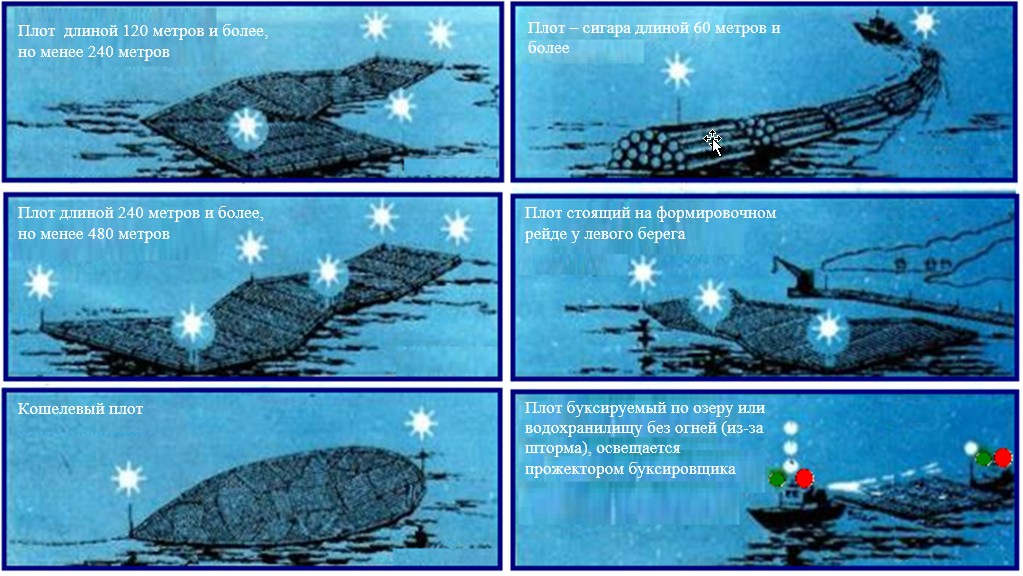 Плот длиной 120 метров и более,
но менее 240 метров
Плот – сигара длиной 60 метров и
более
Плот длиной 240 метров и более,
но менее 480 метров
Плот стоящий на формировочном
рейде у левого берега
Кошелевый плот
Плот буксируемый по озеру или
водохранилищу без огней (из-за
шторма), освещается
прожектором буксировщика